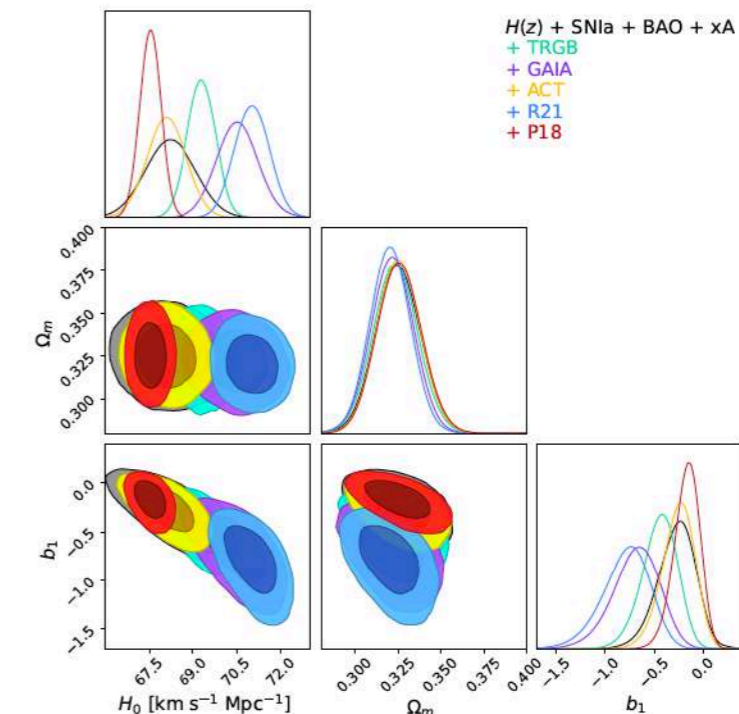 H(z) + SNIa + BAO + xA
+ TRGB
+ GAIA
+ ACT
+ R21
+ P18
0.400
0.375
0.350
0.325
0.300
Ωₘ
0.0
−0.5
−1.0
−1.5
b₁
67.5 69.0 70.5 72.0
H₀ [km s⁻¹ Mpc⁻¹]
0.300 0.325 0.350 0.375 0.400
Ωₘ
−1.5 −1.0 −0.5 0.0
b₁